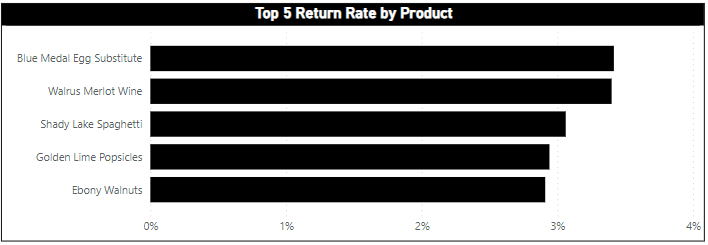 Top 5 Return Rate by Product
Blue Medal Egg Substitute
Walrus Merlot Wine
Shady Lake Spaghetti
Golden Lime Popsicles
Ebony Walnuts
0% 1% 2% 3% 4%